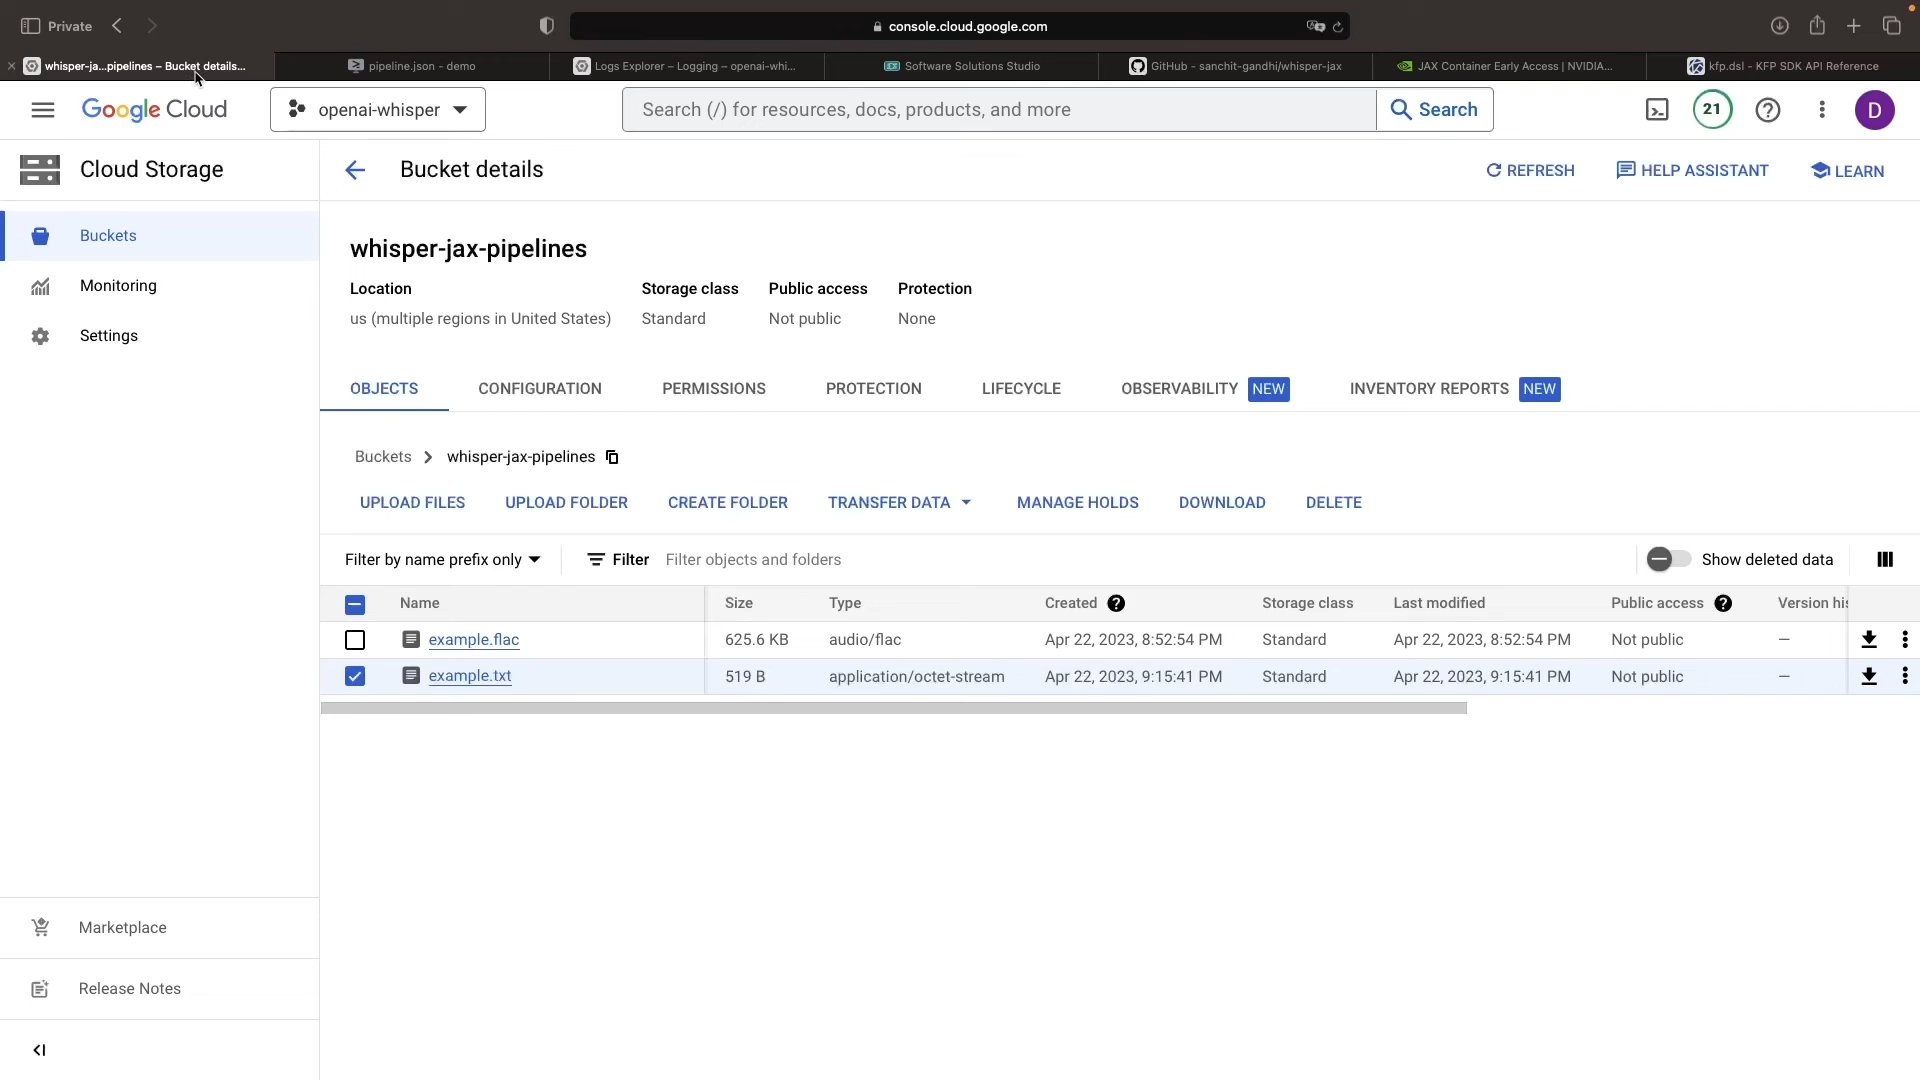 Private
console.cloud.google.com
whisper-ja...pipelines – Bucket details...
pipeline.json - demo
Logs Explorer – Logging – openai-whi...
Software Solutions Studio
GitHub - sanchit-gandhi/whisper-jax
JAX Container Early Access | NVIDIA...
kfp.dsl - KFP SDK API Reference
Google Cloud
openai-whisper
Search (/) for resources, docs, products, and more
Search
21
D
Cloud Storage
Bucket details
REFRESH
HELP ASSISTANT
LEARN
Buckets
Monitoring
Settings
whisper-jax-pipelines
Location Storage class Public access Protection
us (multiple regions in United States) Standard Not public None
OBJECTS CONFIGURATION PERMISSIONS PROTECTION LIFECYCLE OBSERVABILITY NEW INVENTORY REPORTS NEW
Buckets > whisper-jax-pipelines
UPLOAD FILES UPLOAD FOLDER CREATE FOLDER TRANSFER DATA MANAGE HOLDS DOWNLOAD DELETE
Filter by name prefix only Filter Filter objects and folders Show deleted data
Name Size Type Created Storage class Last modified Public access Version his
example.flac 625.6 KB audio/flac Apr 22, 2023, 8:52:54 PM Standard Apr 22, 2023, 8:52:54 PM Not public —
example.txt 519 B application/octet-stream Apr 22, 2023, 9:15:41 PM Standard Apr 22, 2023, 9:15:41 PM Not public —
Marketplace
Release Notes